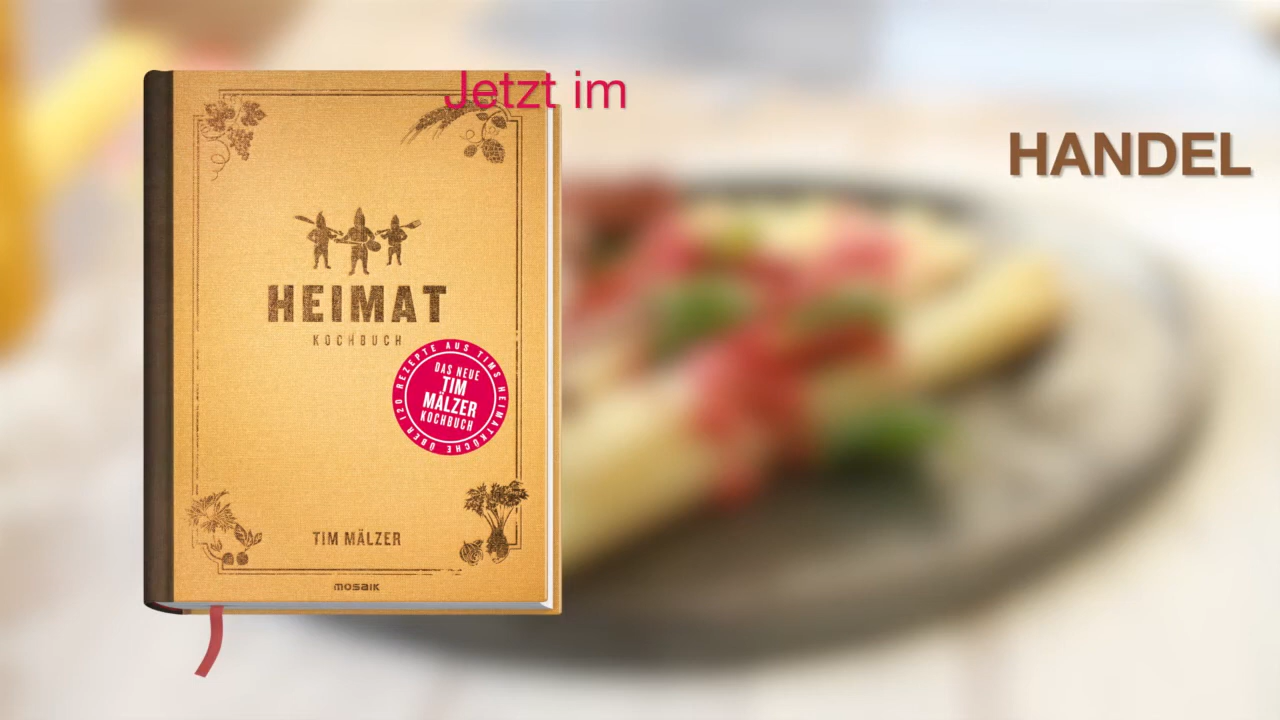 Jetzt im
HANDEL
HEIMAT
KOCHBUCH
ÜBER 120 REZEPTE AUS TIMS HEIMATKÜCHE
DAS NEUE
TIM
MÄLZER
KOCHBUCH
TIM MÄLZER
mosaik